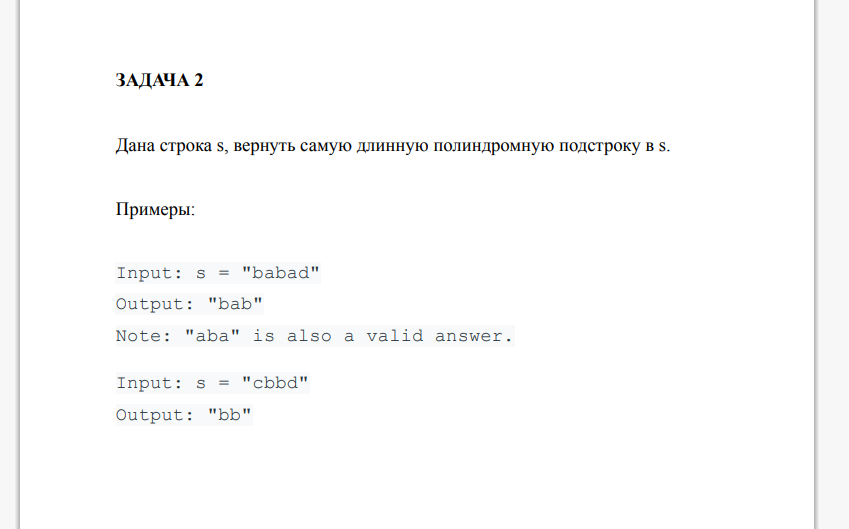 ЗАДАЧА 2
Дана строка s, вернуть самую длинную полиндромную подстроку в s.
Примеры:
Input: s = "babad"
Output: "bab"
Note: "aba" is also a valid answer.
Input: s = "cbbd"
Output: "bb"